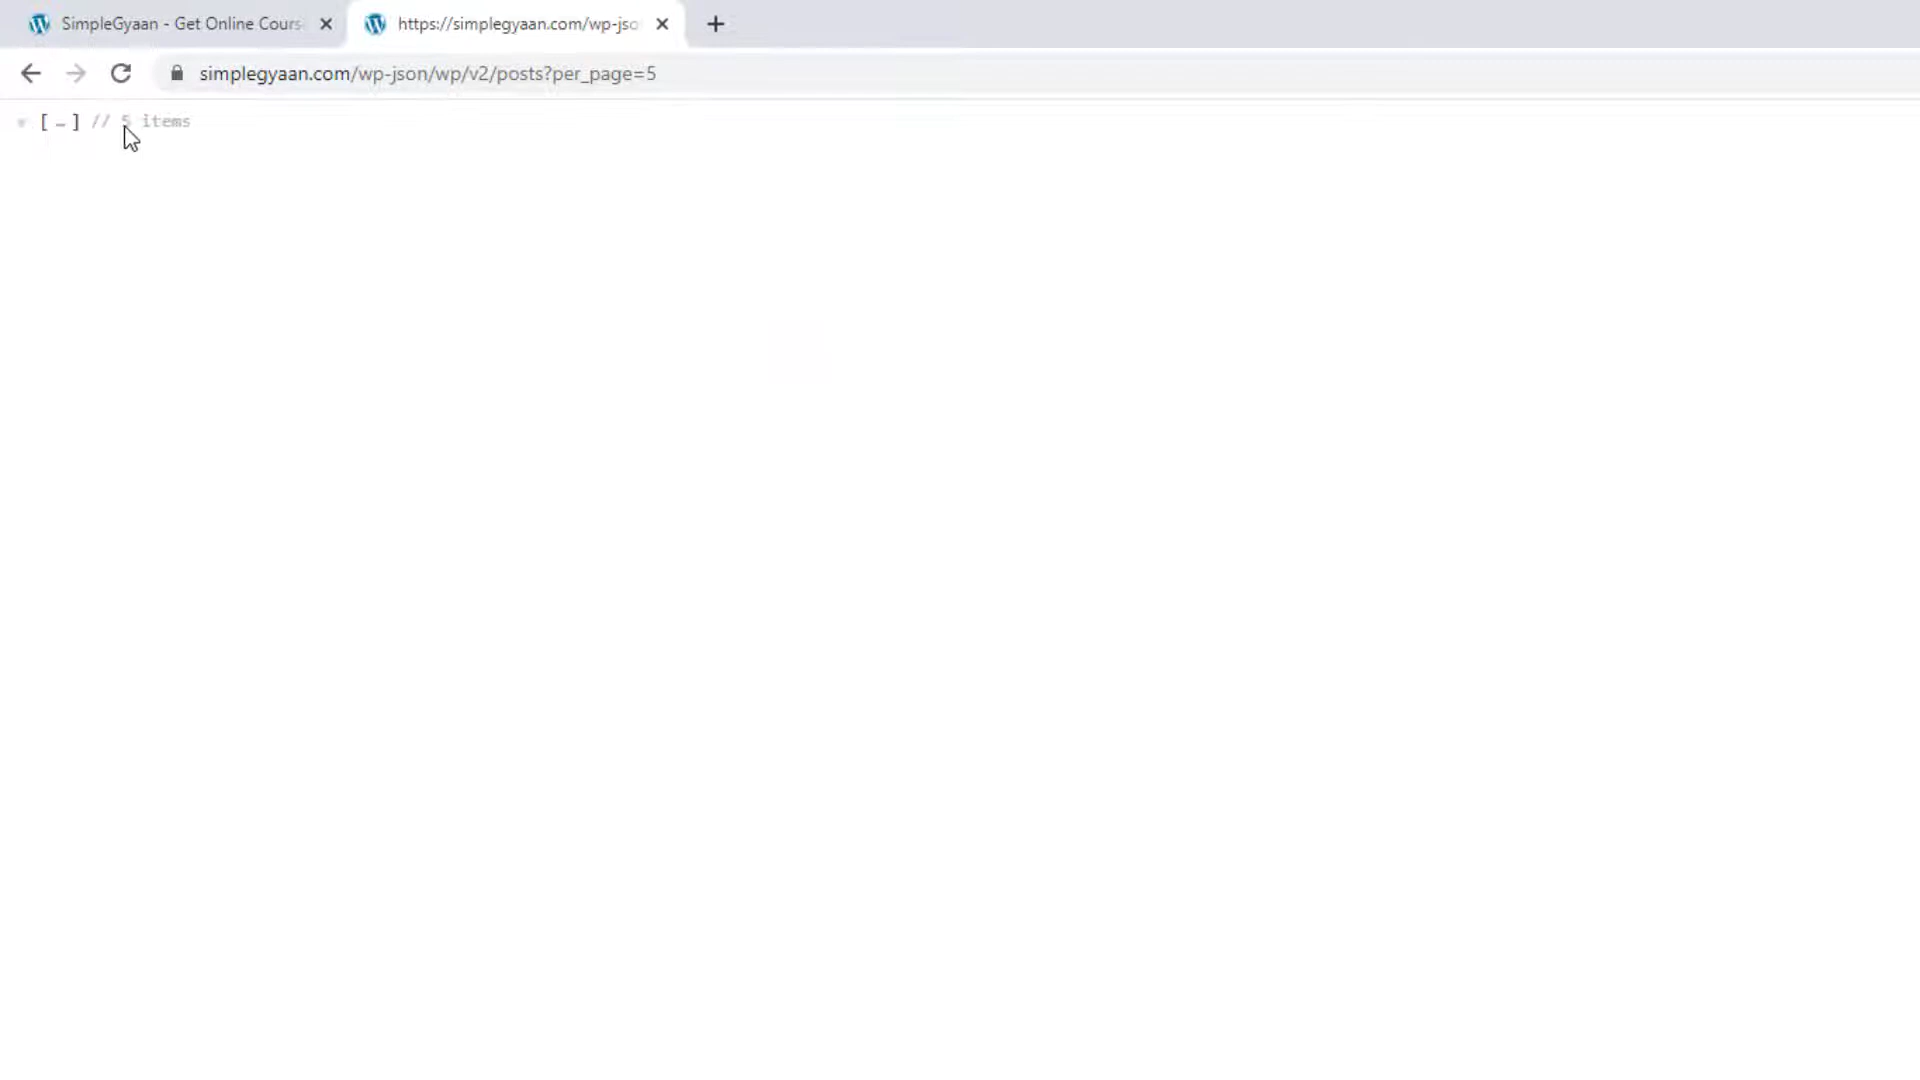 SimpleGyaan - Get Online Cours
https://simplegyaan.com/wp-jso
simplegyaan.com/wp-json/wp/v2/posts?per_page=5
[ … ] // 5 items